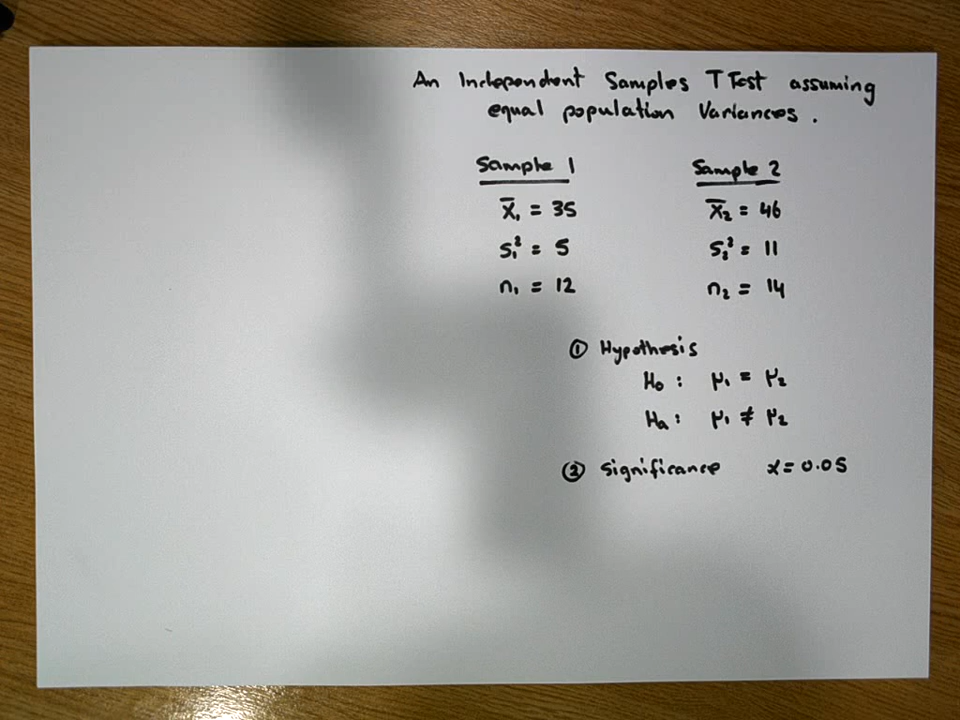 An Independent Samples T Test assuming
equal population Variances.
Sample 1
x̄₁ = 35
S₁² = 5
n₁ = 12
Sample 2
x̄₂ = 46
S₂² = 11
n₂ = 14
① Hypothesis
H₀ : μ₁ = μ₂
Hₐ : μ₁ ≠ μ₂
② Significance α = 0.05